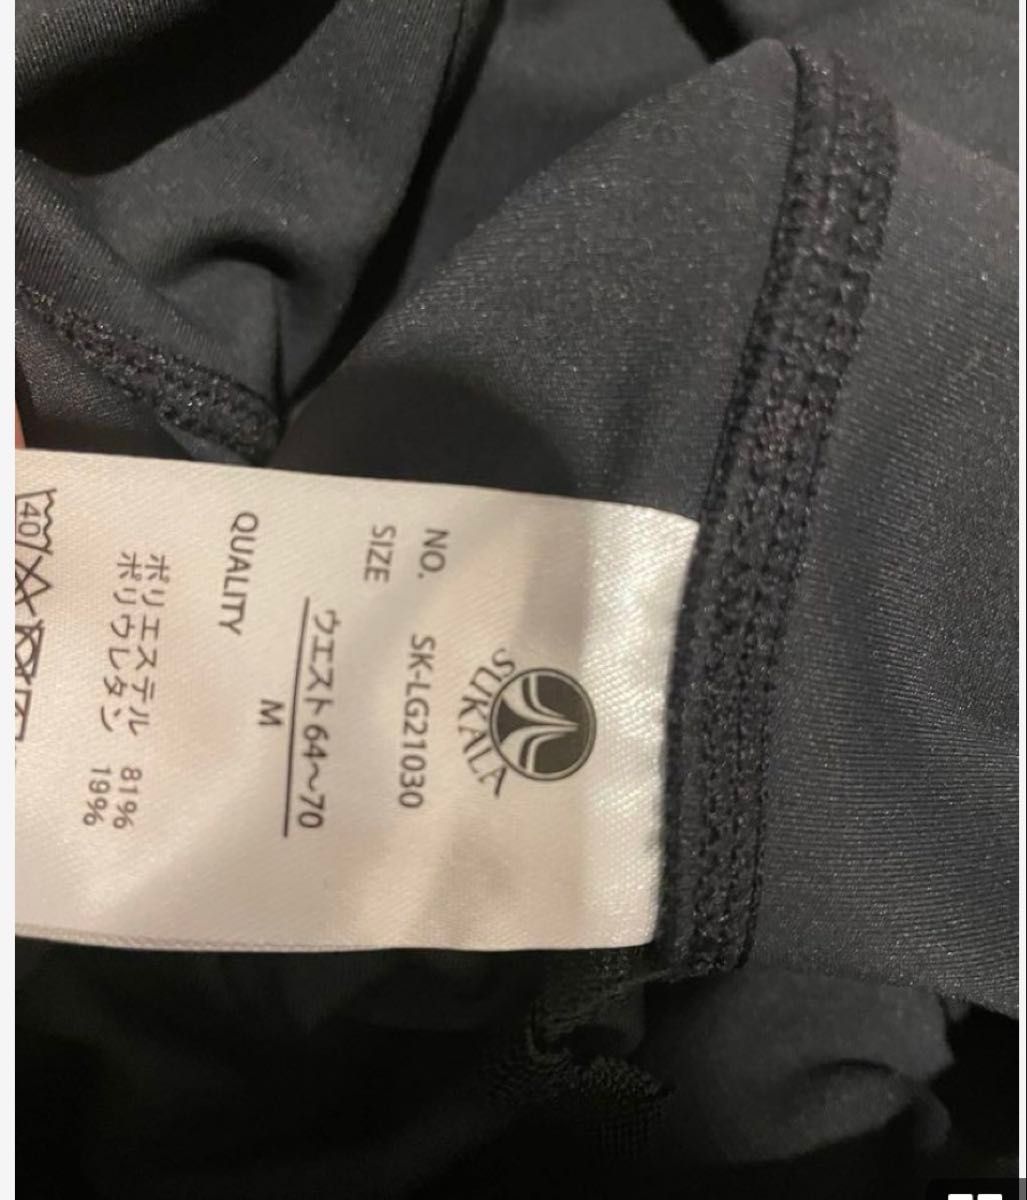 SUKALA
NO. SK-LG21030
SIZE ウエスト64~70
M
QUALITY
ポリエステル 81%
ポリウレタン 19%
40